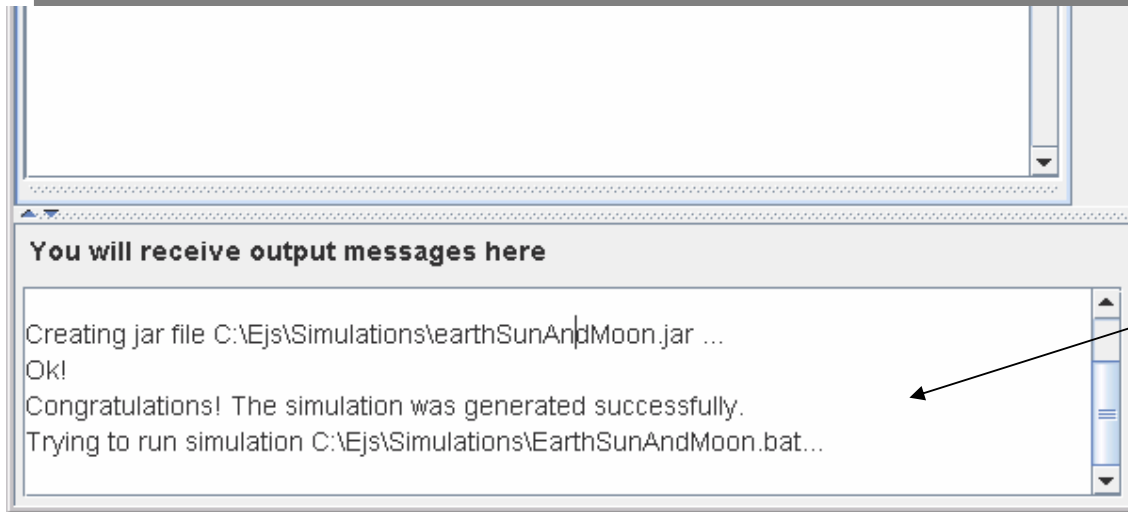 You will receive output messages here
Creating jar file C:\Ejs\Simulations\earthSunAndMoon.jar ...
Ok!
Congratulations! The simulation was generated successfully.
Trying to run simulation C:\Ejs\Simulations\EarthSunAndMoon.bat...